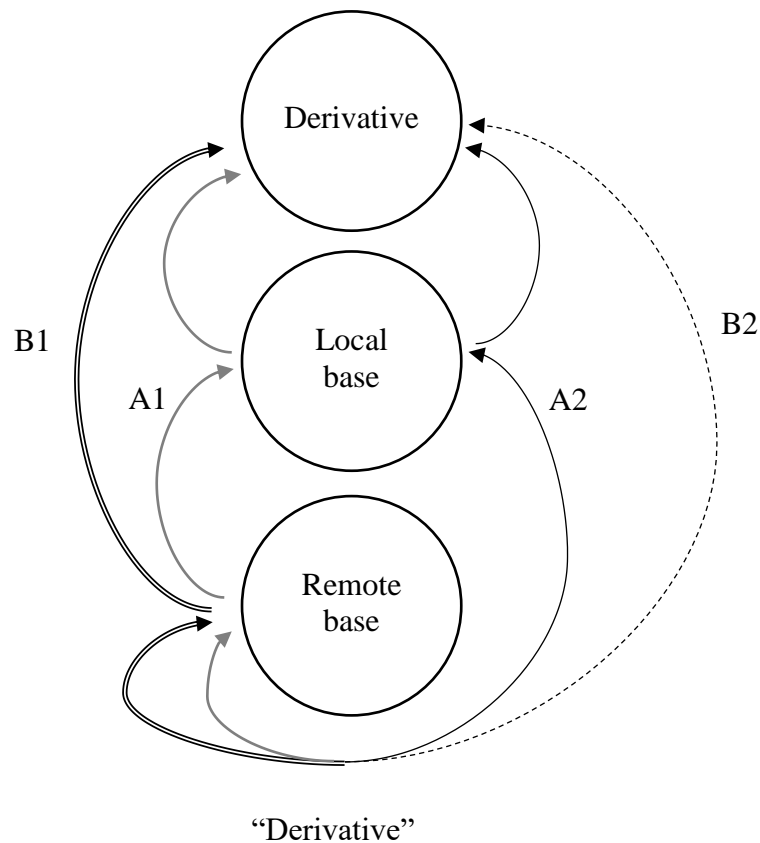 Derivative
B1
B2
Local
base
A1
A2
Remote
base
“Derivative”